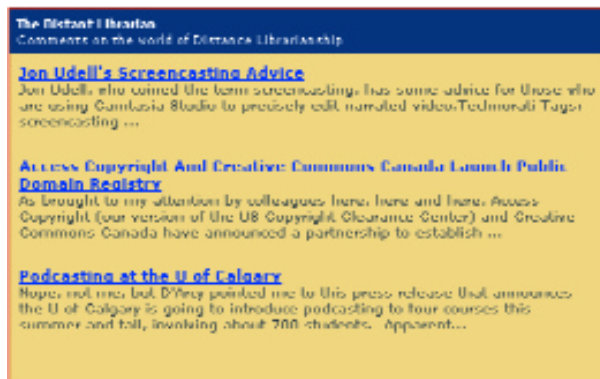 The Distant Librarian
Comments on the world of Distance Librarianship
Jon Udell's Screencasting Advice
Jon Udell, who coined the term screencasting, has some advice for those who
are using Camtasia Studio to precisely edit narrated video.Technorati Tags:
screencasting ...
Access Copyright And Creative Commons Canada Launch Public
Domain Registry
As brought to my attention by colleagues here, here and here, Access
Copyright (our version of the US Copyright Clearance Center) and Creative
Commons Canada have announced a partnership to establish ...
Podcasting at the U of Calgary
Nope, not me, but D'Arcy pointed me to this press release that announces
the U of Calgary is going to introduce podcasting to four courses this
summer and fall, involving about 700 students. Apparent...